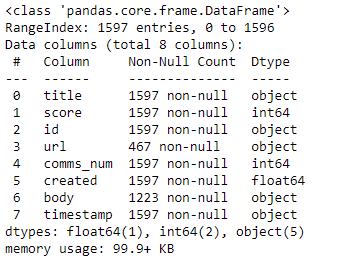 <class 'pandas.core.frame.DataFrame'>
RangeIndex: 1597 entries, 0 to 1596
Data columns (total 8 columns):
 #   Column     Non-Null Count  Dtype
---  ------     --------------  -----
 0   title      1597 non-null   object
 1   score      1597 non-null   int64
 2   id         1597 non-null   object
 3   url        467 non-null    object
 4   comms_num  1597 non-null   int64
 5   created    1597 non-null   float64
 6   body       1223 non-null   object
 7   timestamp  1597 non-null   object
dtypes: float64(1), int64(2), object(5)
memory usage: 99.9+ KB